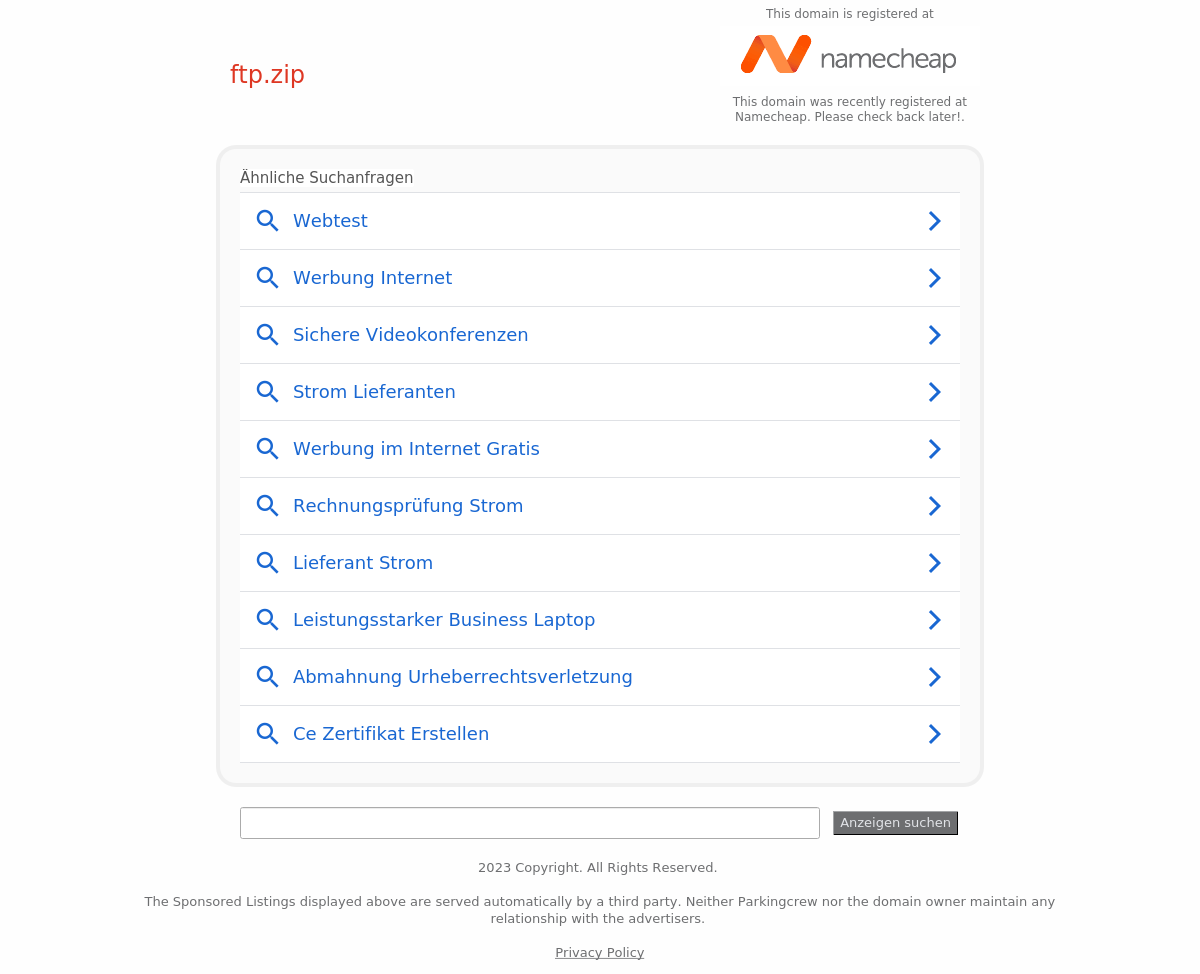 This domain is registered at
namecheap
ftp.zip
This domain was recently registered at
Namecheap. Please check back later!.
Ähnliche Suchanfragen
Webtest
Werbung Internet
Sichere Videokonferenzen
Strom Lieferanten
Werbung im Internet Gratis
Rechnungsprüfung Strom
Lieferant Strom
Leistungsstarker Business Laptop
Abmahnung Urheberrechtsverletzung
Ce Zertifikat Erstellen
Anzeigen suchen
2023 Copyright. All Rights Reserved.
The Sponsored Listings displayed above are served automatically by a third party. Neither Parkingcrew nor the domain owner maintain any
relationship with the advertisers.
Privacy Policy